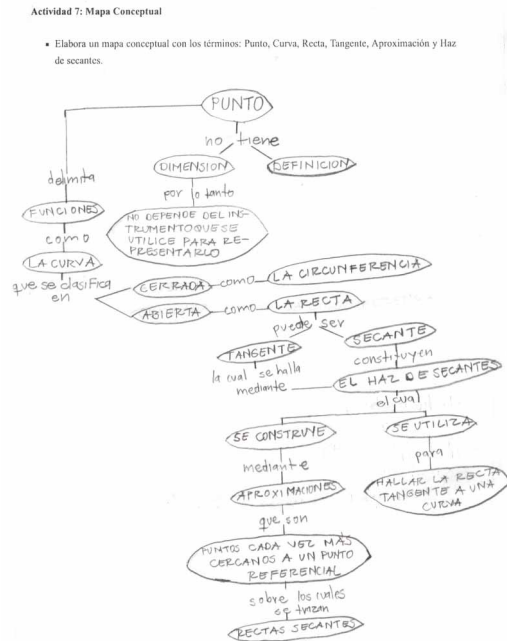 Actividad 7: Mapa Conceptual
Elabora un mapa conceptual con los términos: Punto, Curva, Recta, Tangente, Aproximación y Haz
de secantes.
PUNTO
no tiene
DIMENSION
DEFINICION
por lo tanto
NO DEPENDE DEL INS-
TRUMENTO QUE SE
UTILICE PARA RE-
PRESENTARLO
delimita
FUNCIONES
como
LA CURVA
que se clasifica
en
CERRADA como LA CIRCUNFERENCIA
ABIERTA como LA RECTA
puede ser
TANGENTE
SECANTE
la cual se halla
mediante
constituyen
EL HAZ DE SECANTES
el cual
SE CONSTRUYE
SE UTILIZA
mediante
para
APROXIMACIONES
HALLAR LA RECTA
TANGENTE A UNA
CURVA
que son
PUNTOS CADA VEZ MÁS
CERCANOS A UN PUNTO
REFERENCIAL
sobre los cuales
se trazan
RECTAS SECANTES